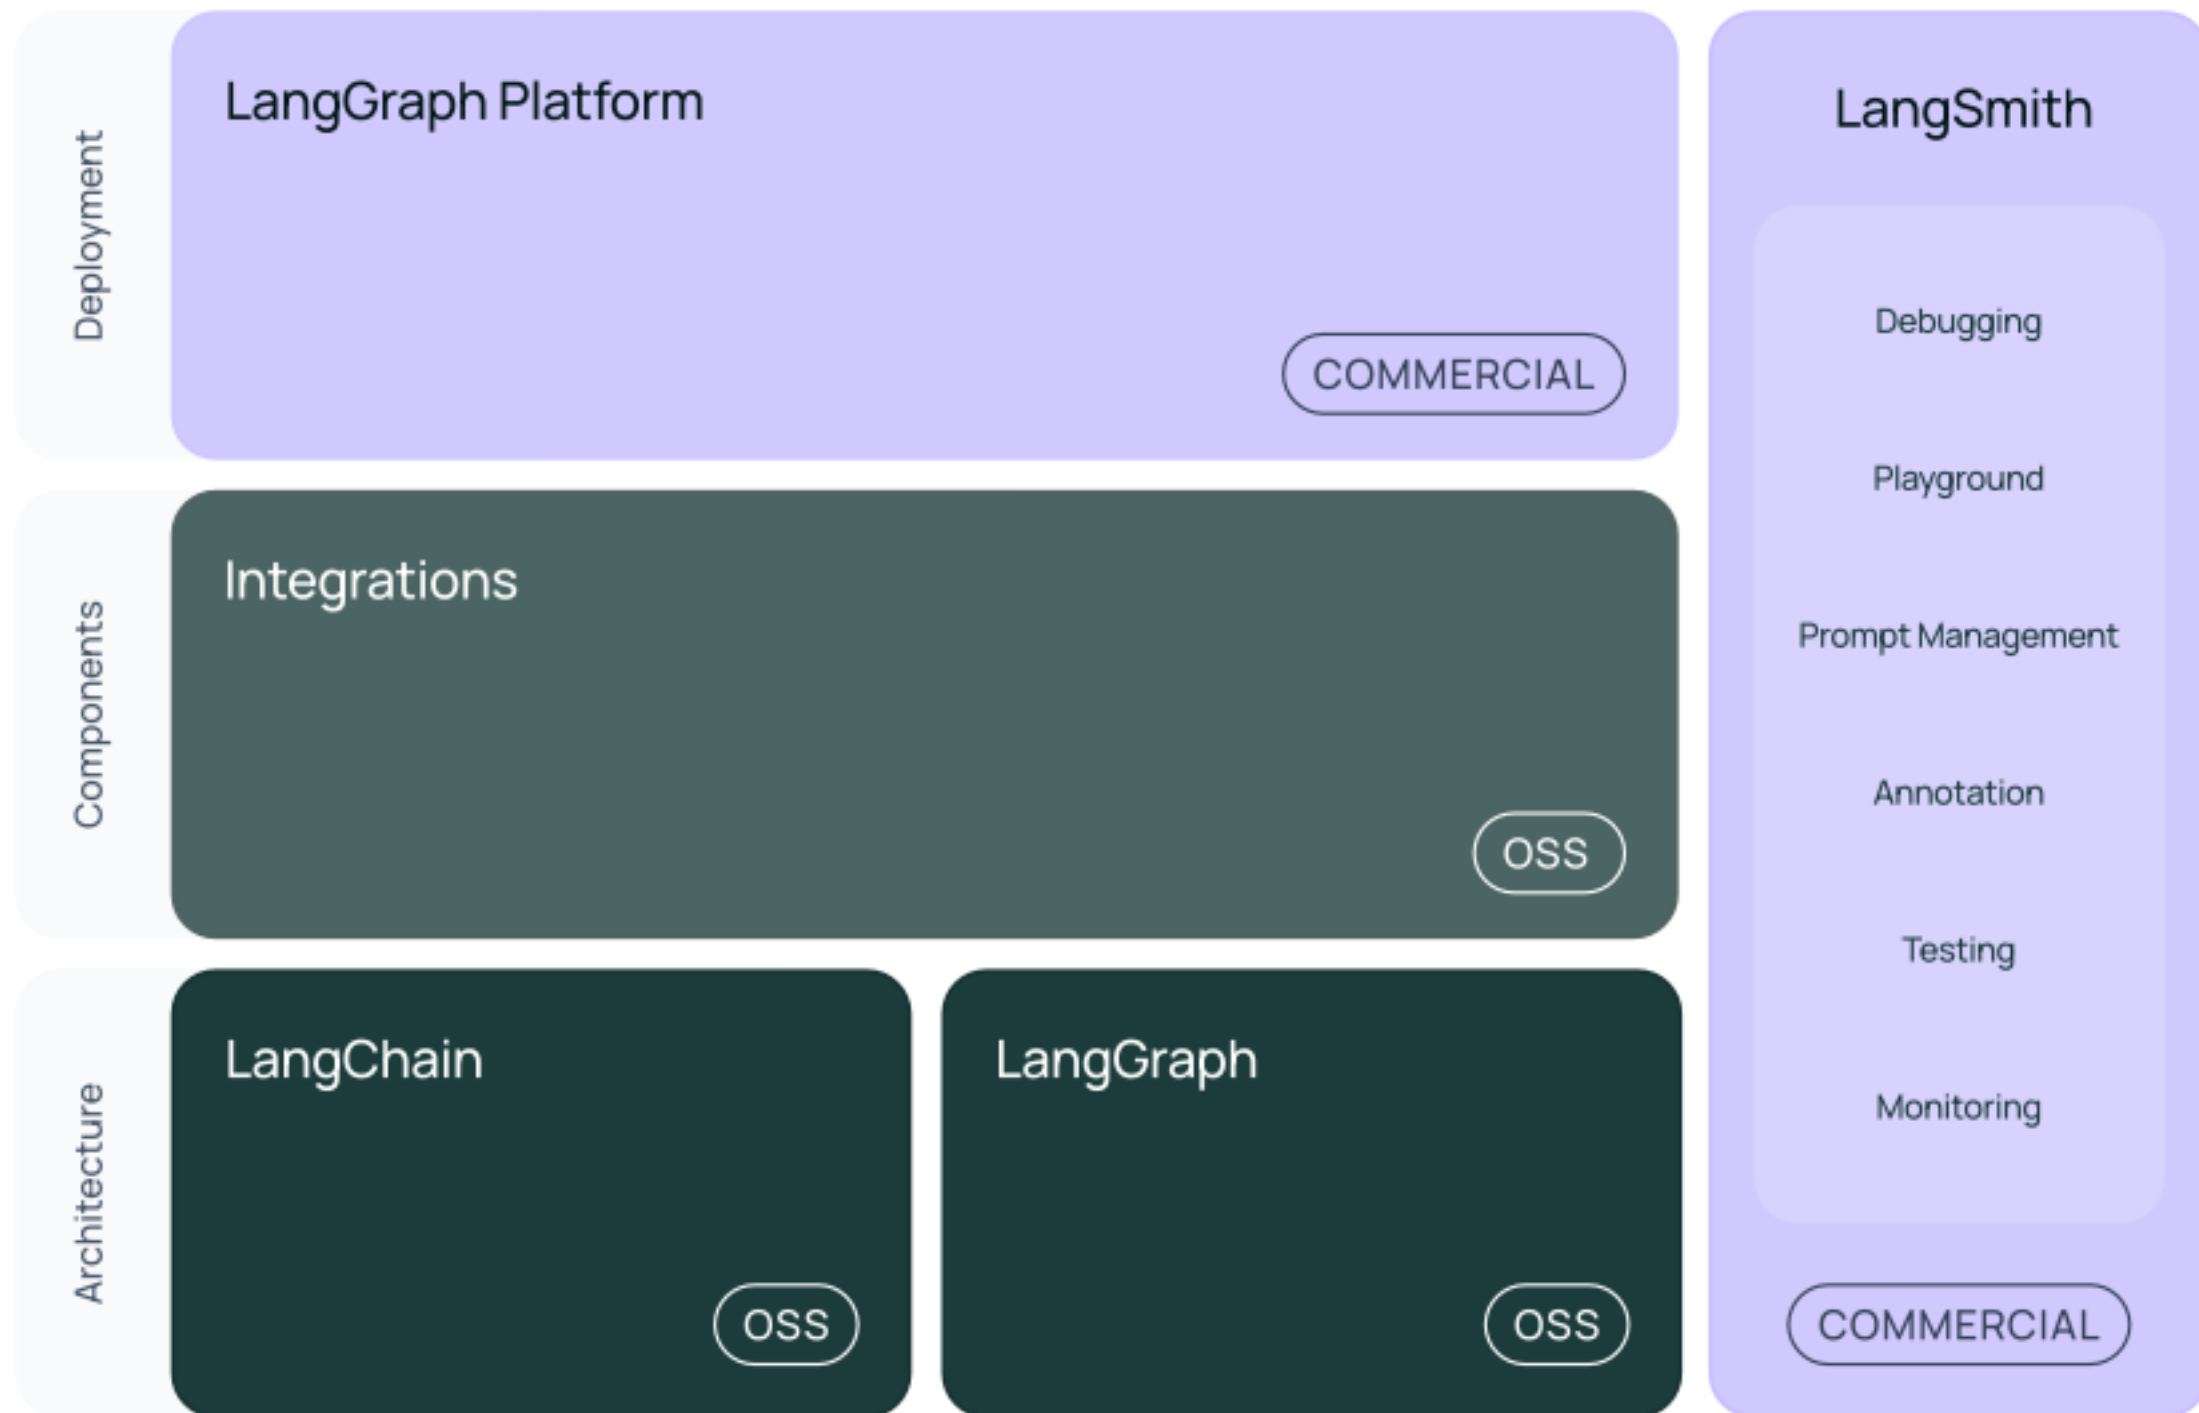 Deployment
LangGraph Platform
COMMERCIAL
Components
Integrations
OSS
Architecture
LangChain
OSS
LangGraph
OSS
LangSmith
Debugging
Playground
Prompt Management
Annotation
Testing
Monitoring
COMMERCIAL